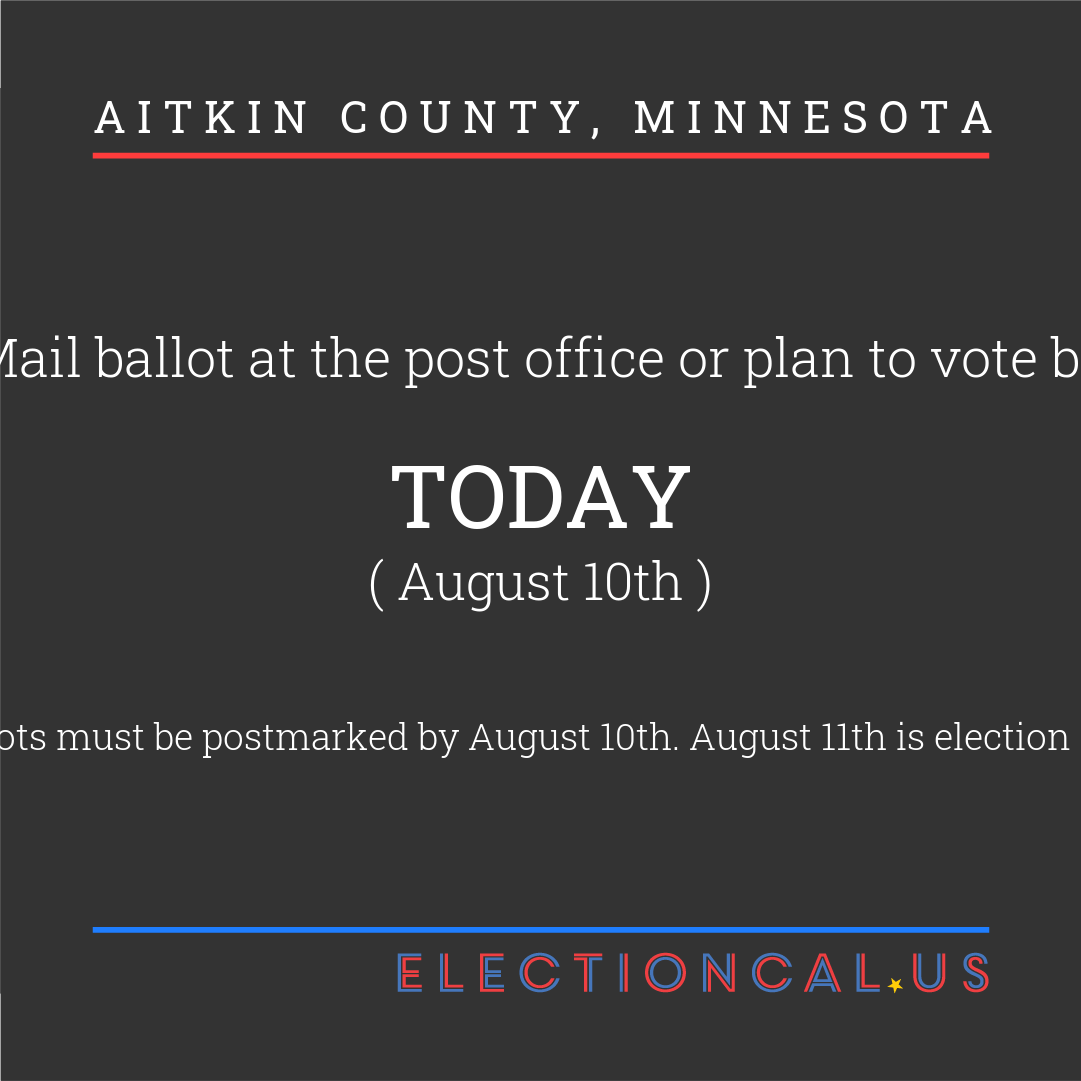 AITKIN COUNTY, MINNESOTA
Mail ballot at the post office or plan to vote b
TODAY
( August 10th )
ots must be postmarked by August 10th. August 11th is election
ELECTIONCAL.US